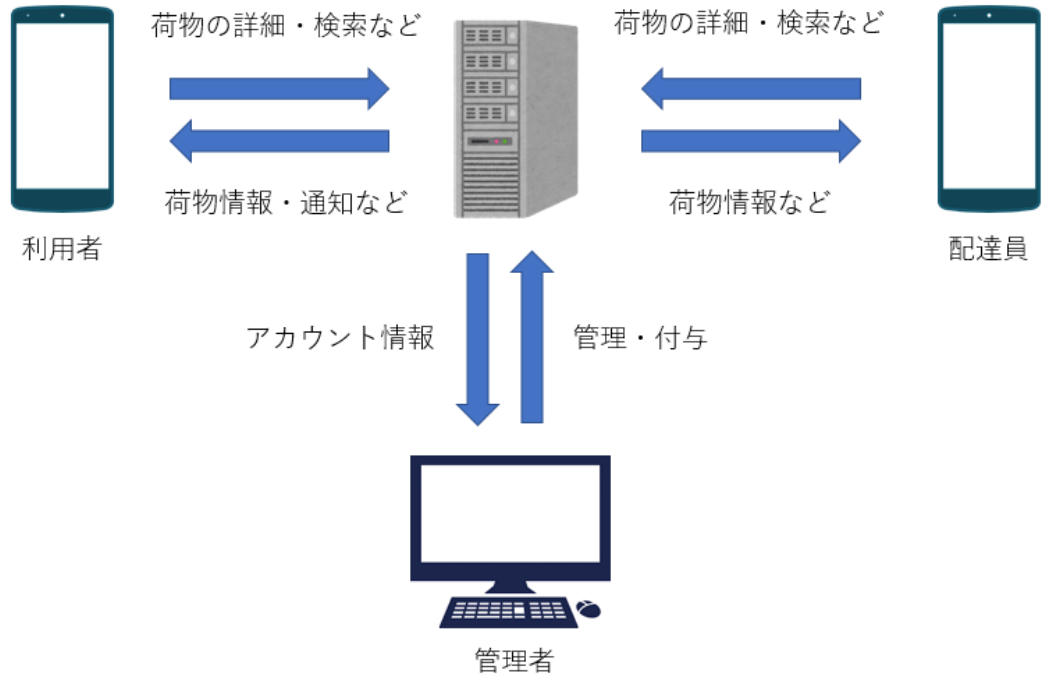 荷物の詳細・検索など
荷物の詳細・検索など
荷物情報・通知など
荷物情報など
利用者
配達員
アカウント情報
管理・付与
管理者